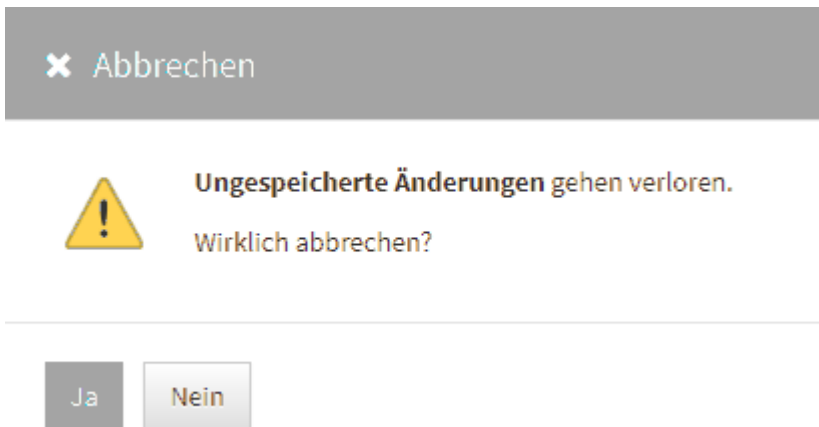 Abbrechen
Ungespeicherte Änderungen gehen verloren.
Wirklich abbrechen?
Ja
Nein